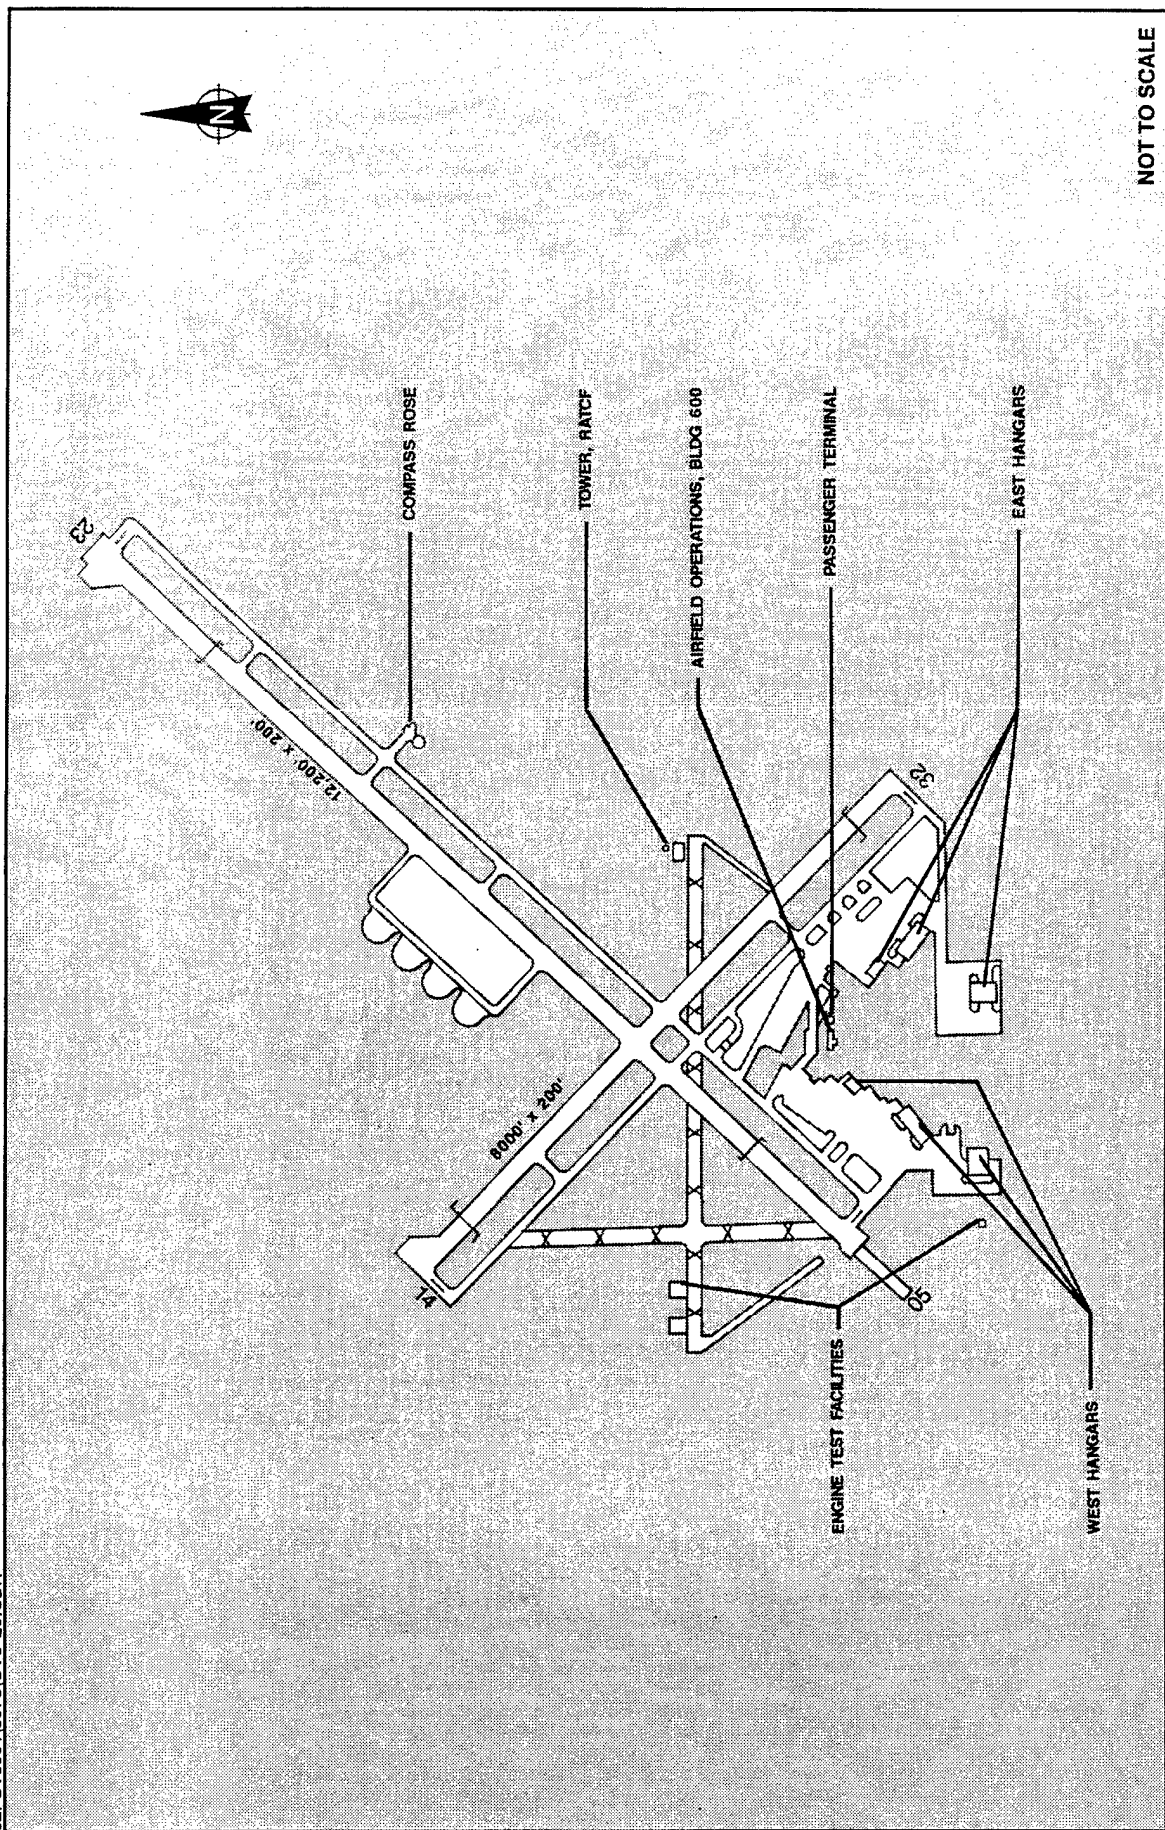 N
23
12,200' X 200'
COMPASS ROSE
TOWER, RATCF
8000' X 200'
14
AIRFIELD OPERATIONS, BLDG 600
32
PASSENGER TERMINAL
05
ENGINE TEST FACILITIES
EAST HANGARS
WEST HANGARS
NOT TO SCALE